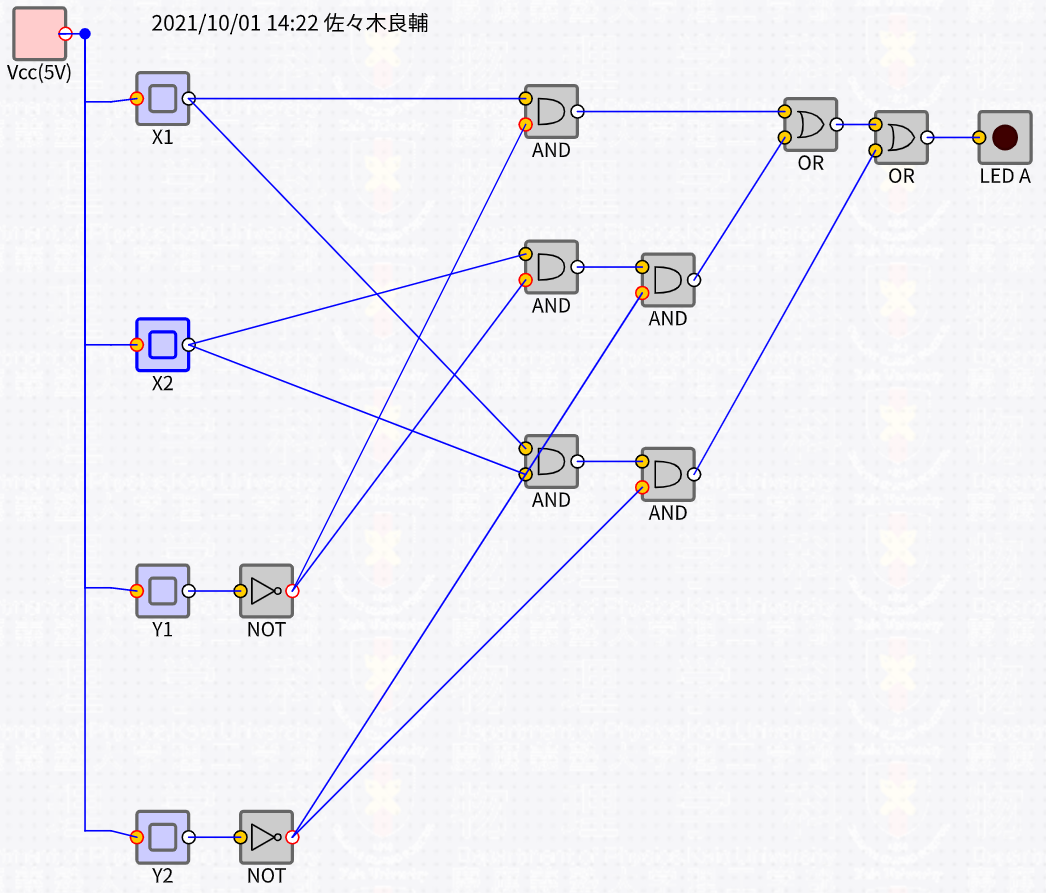 2021/10/01 14:22 佐々木良輔
Vcc(5V)
X1
AND
OR
OR
LED A
AND
AND
X2
AND
AND
Y1
NOT
Y2
NOT